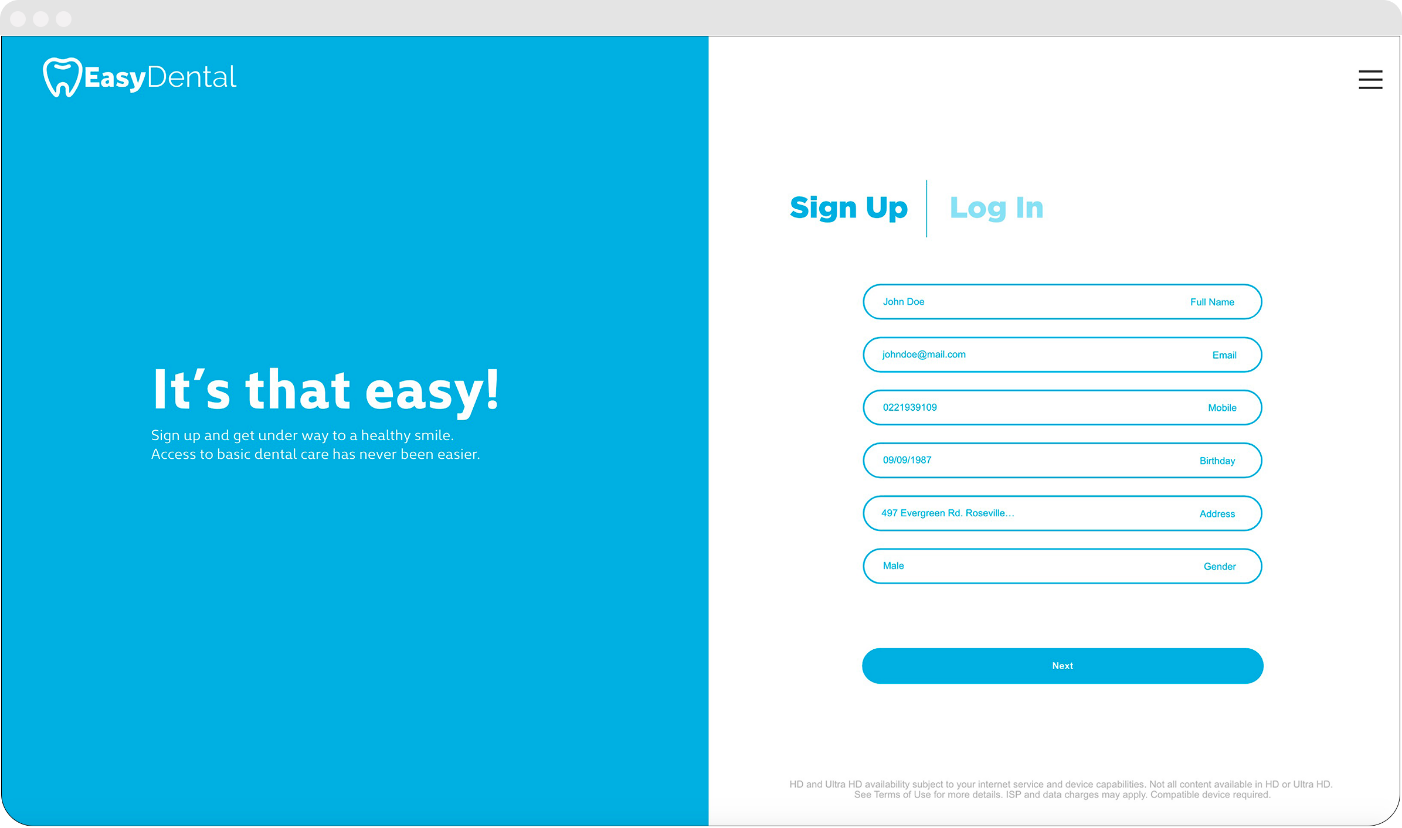 EasyDental
It’s that easy!
Sign up and get under way to a healthy smile.
Access to basic dental care has never been easier.
Sign Up
Log In
John Doe Full Name
johndoe@mail.com Email
0221939109 Mobile
09/09/1987 Birthday
497 Evergreen Rd. Roseville… Address
Male Gender
Next
HD and Ultra HD availability subject to your internet service and device capabilities. Not all content available in HD or Ultra HD.
See Terms of Use for more details. ISP and data charges may apply. Compatible device required.